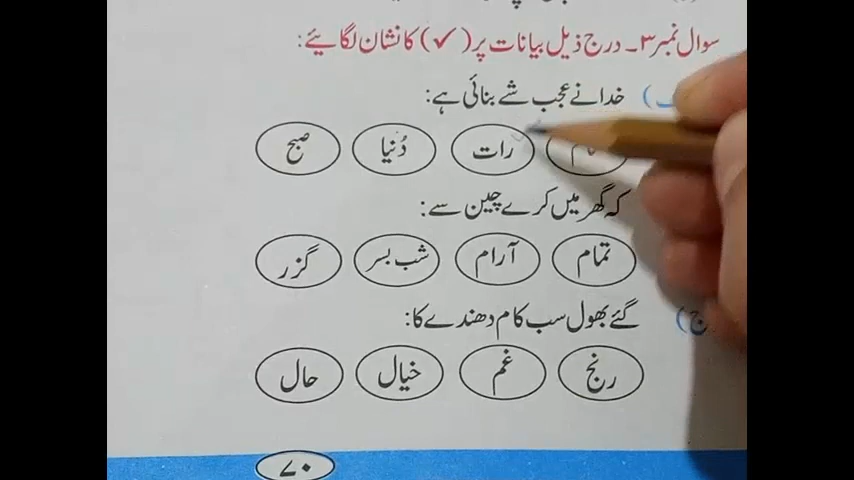 سوال نمبر ۳۔ درج ذیل بیانات پر (✓) کا نشان لگائیے:
خدا نے عجب شے بنائی ہے:
رات دُنیا صبح
کہ گھر میں کرے چین سے:
تمام آرام شب بسر گزر
(ج) گئے بھول سب کام دھندے کا:
رنج غم خیال حال
۷۰